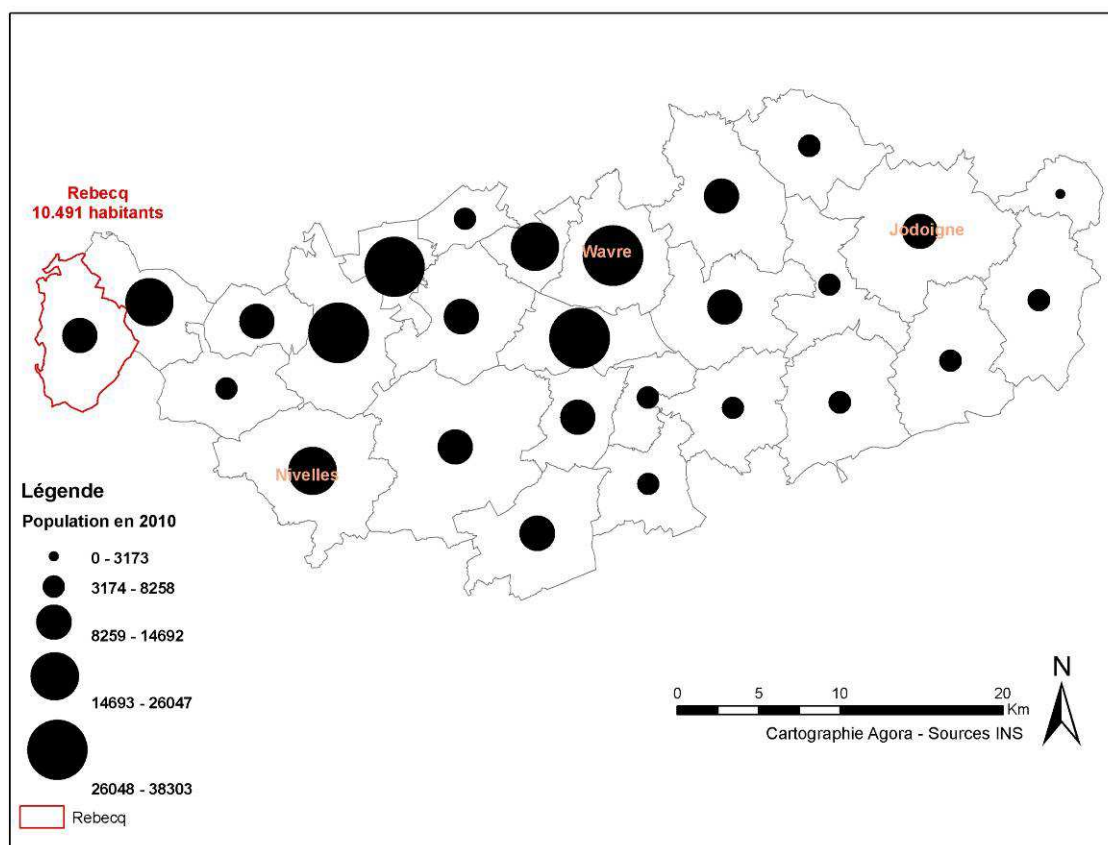 Rebecq
10.491 habitants
Jodoigne
Wavre
Nivelles
Légende
Population en 2010
0 - 3173
3174 - 8258
8259 - 14692
14693 - 26047
26048 - 38303
Rebecq
N
0 5 10 20
Km
Cartographie Agora - Sources INS